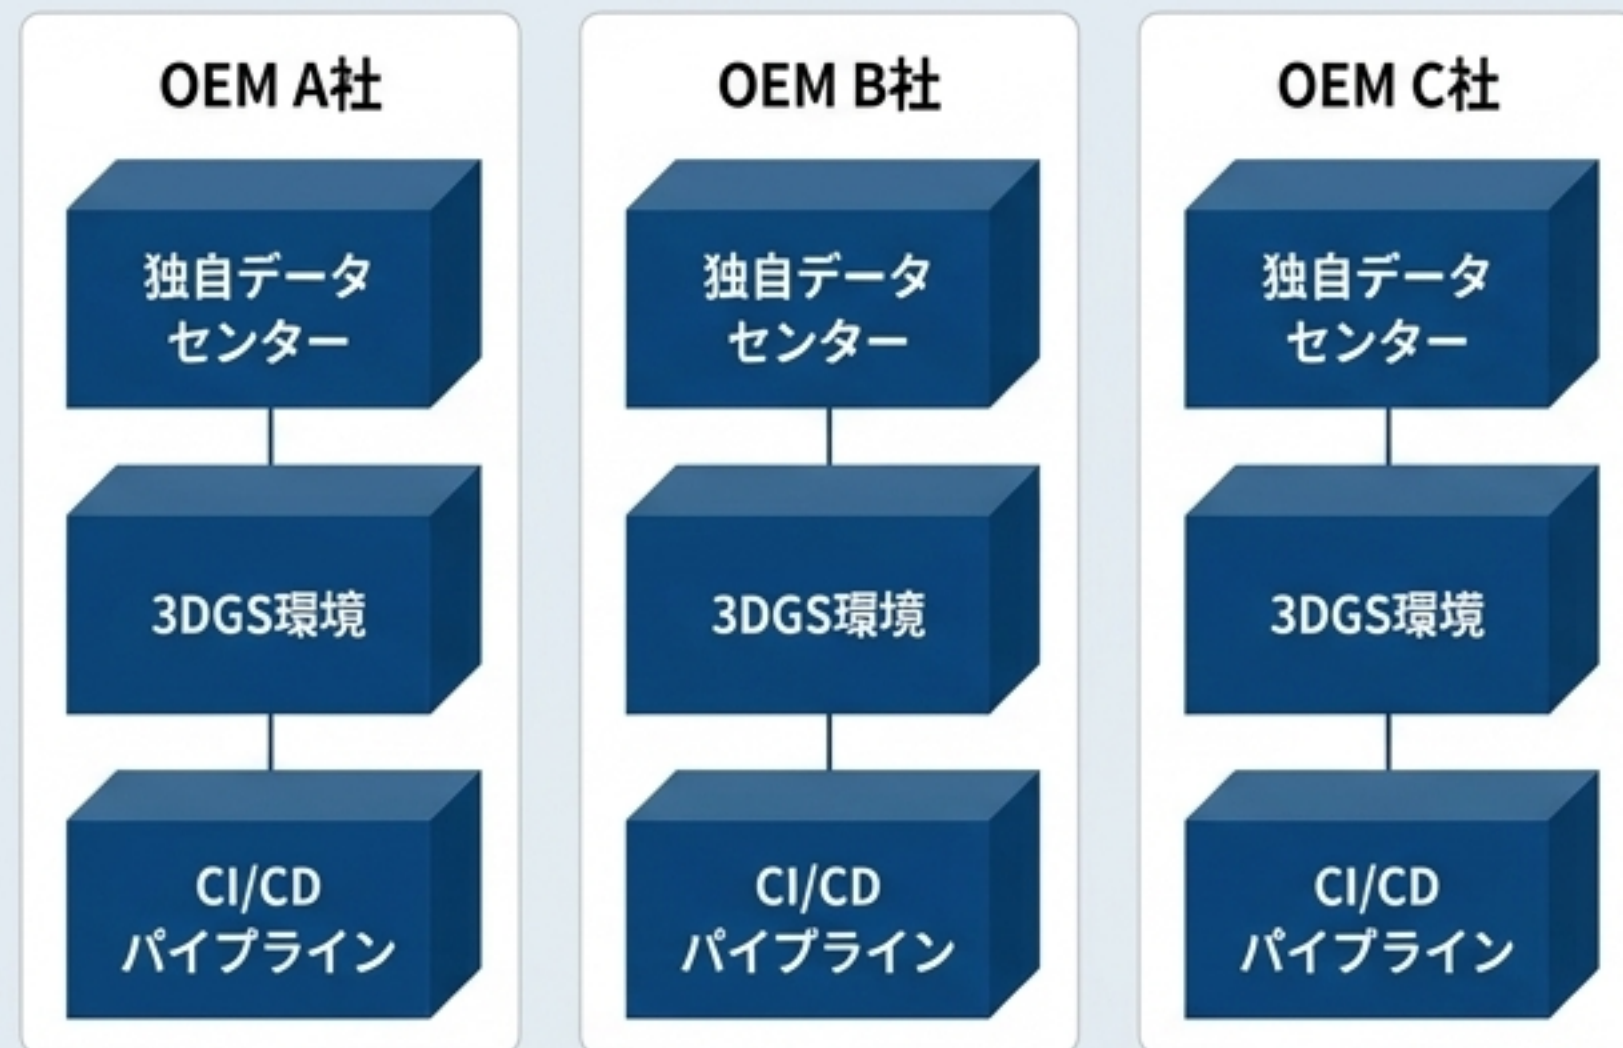 OEM A社
独自データ
センター
3DGS環境
CI/CD
パイプライン
OEM B社
独自データ
センター
3DGS環境
CI/CD
パイプライン
OEM C社
独自データ
センター
3DGS環境
CI/CD
パイプライン